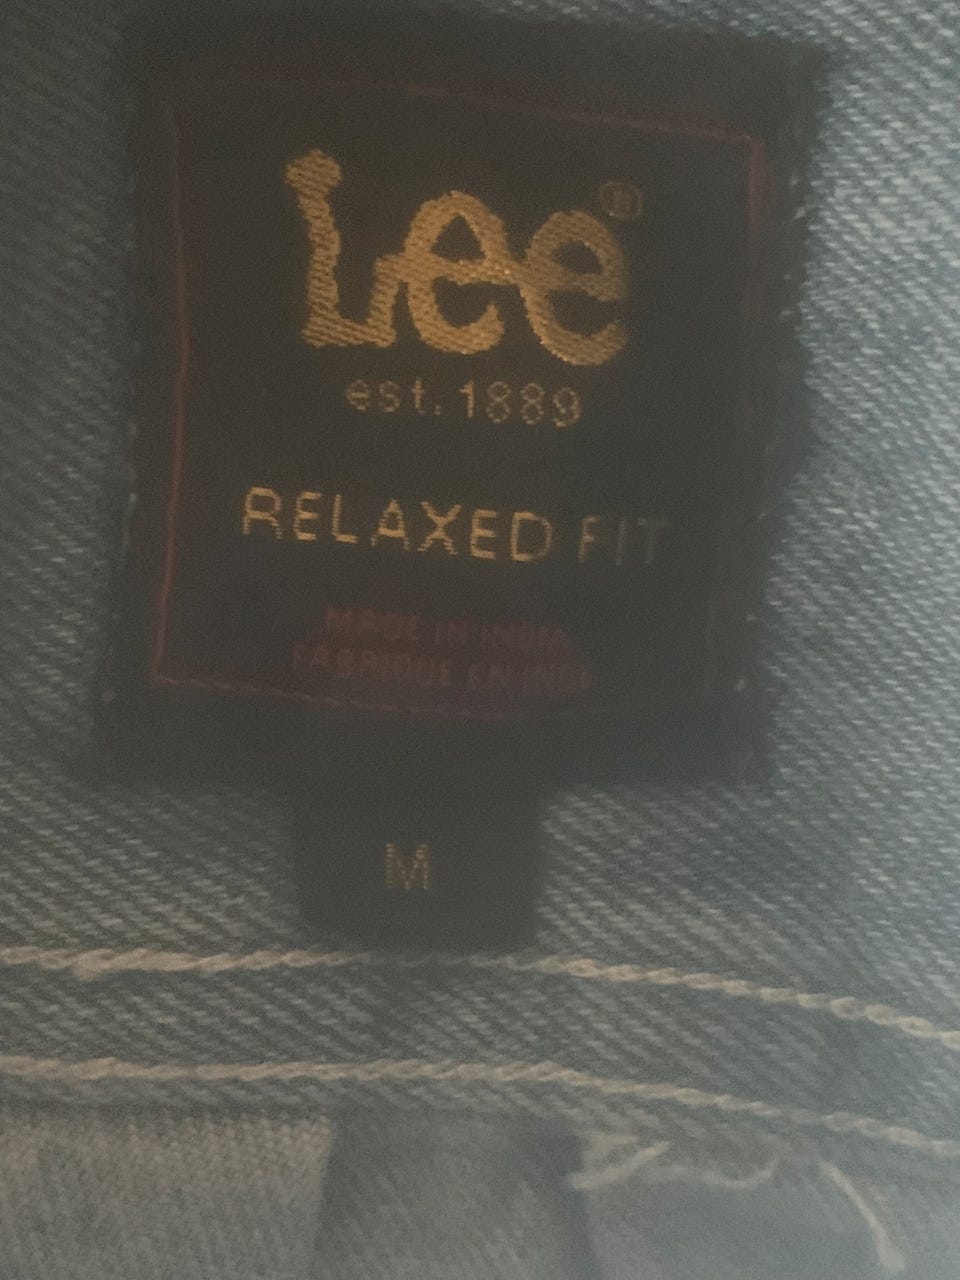 Lee®
est. 1889
RELAXED FIT
MADE IN INDIA
FABRIQUE EN INDE
M